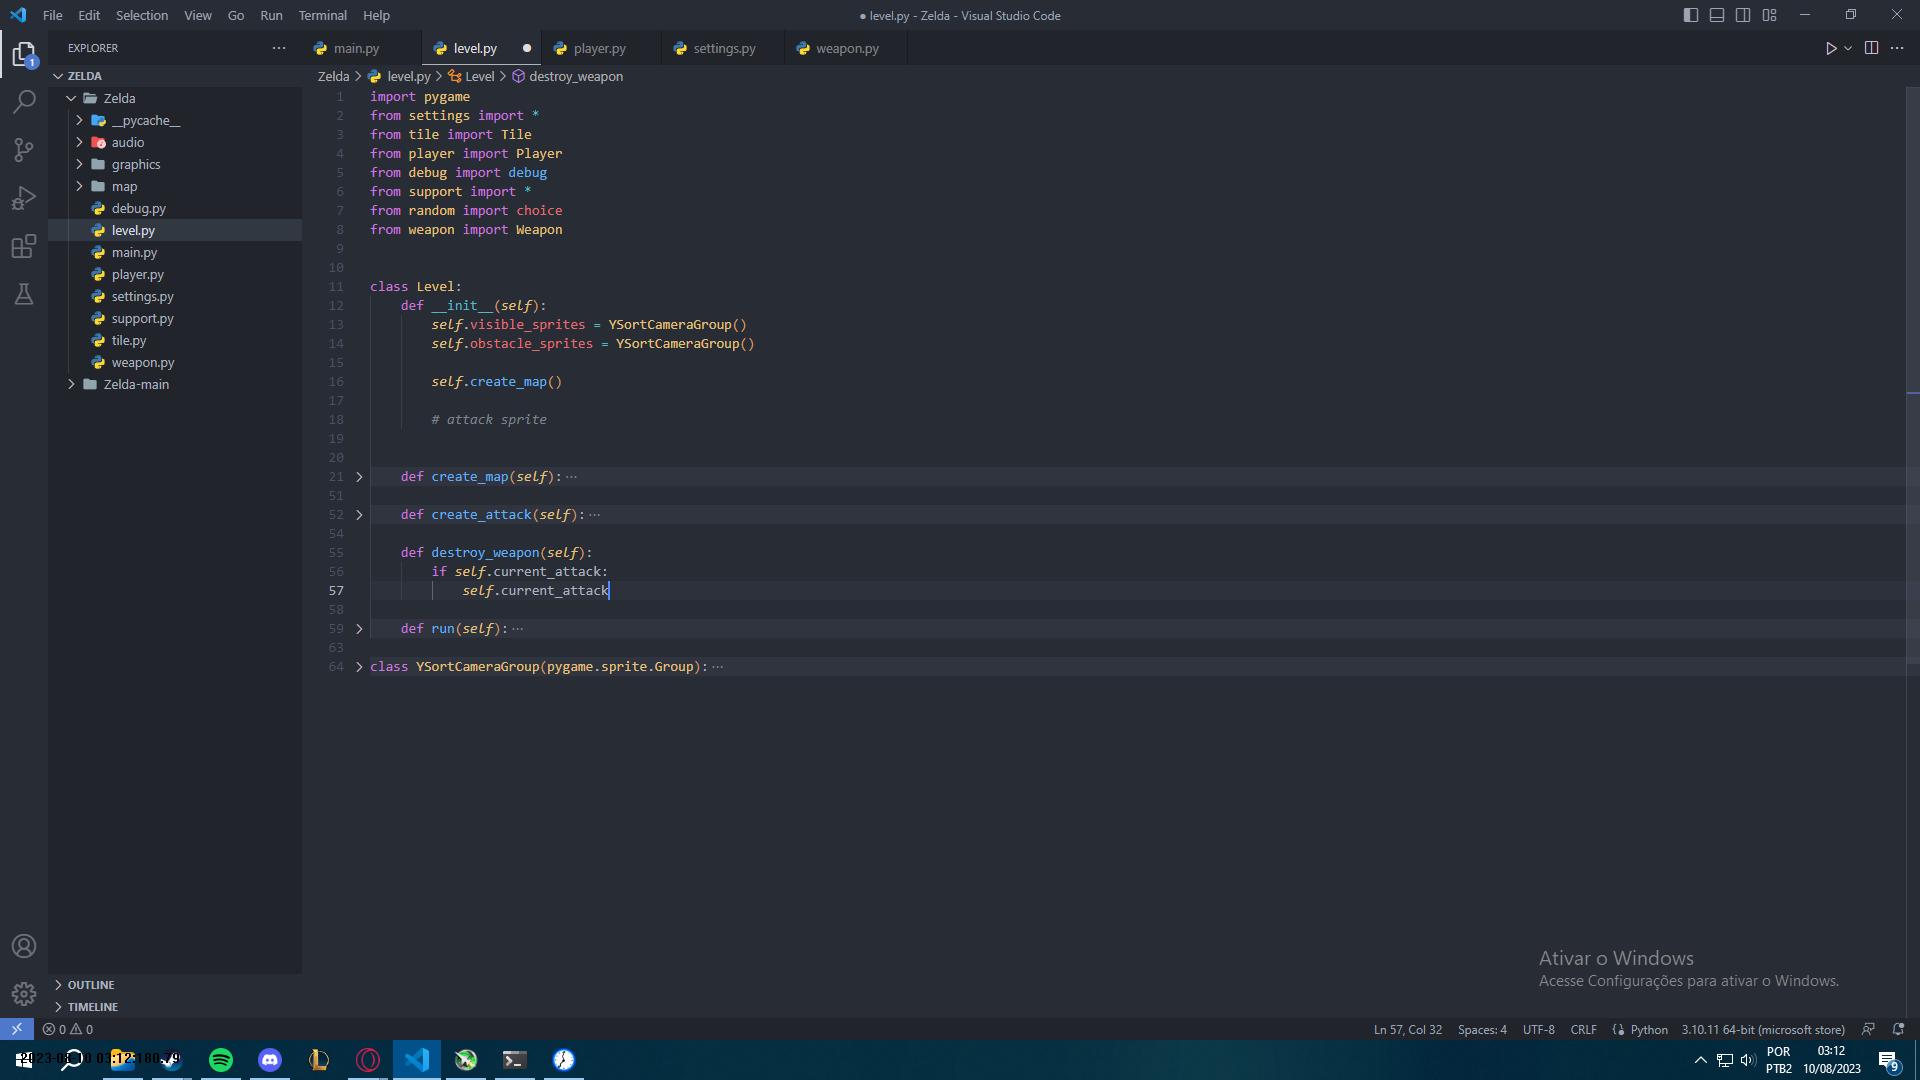 File Edit Selection View Go Run Terminal Help
● level.py - Zelda - Visual Studio Code
EXPLORER
main.py level.py player.py settings.py weapon.py
1
ZELDA
Zelda
__pycache__
audio
graphics
map
debug.py
level.py
main.py
player.py
settings.py
support.py
tile.py
weapon.py
Zelda-main
OUTLINE
TIMELINE
Zelda > level.py > Level > destroy_weapon
1 import pygame
2 from settings import *
3 from tile import Tile
4 from player import Player
5 from debug import debug
6 from support import *
7 from random import choice
8 from weapon import Weapon
9
10
11 class Level:
12 def __init__(self):
13 self.visible_sprites = YSortCameraGroup()
14 self.obstacle_sprites = YSortCameraGroup()
15
16 self.create_map()
17
18 # attack sprite
19
20
21 def create_map(self): ···
51
52 def create_attack(self): ···
54
55 def destroy_weapon(self):
56 if self.current_attack:
57 self.current_attack
58
59 def run(self): ···
63
64 class YSortCameraGroup(pygame.sprite.Group): ···
Ativar o Windows
Acesse Configurações para ativar o Windows.
0 0 Ln 57, Col 32 Spaces: 4 UTF-8 CRLF Python 3.10.11 64-bit (microsoft store)
2023-08-10 03:12:180.79
POR
PTB2
03:12
10/08/2023
9